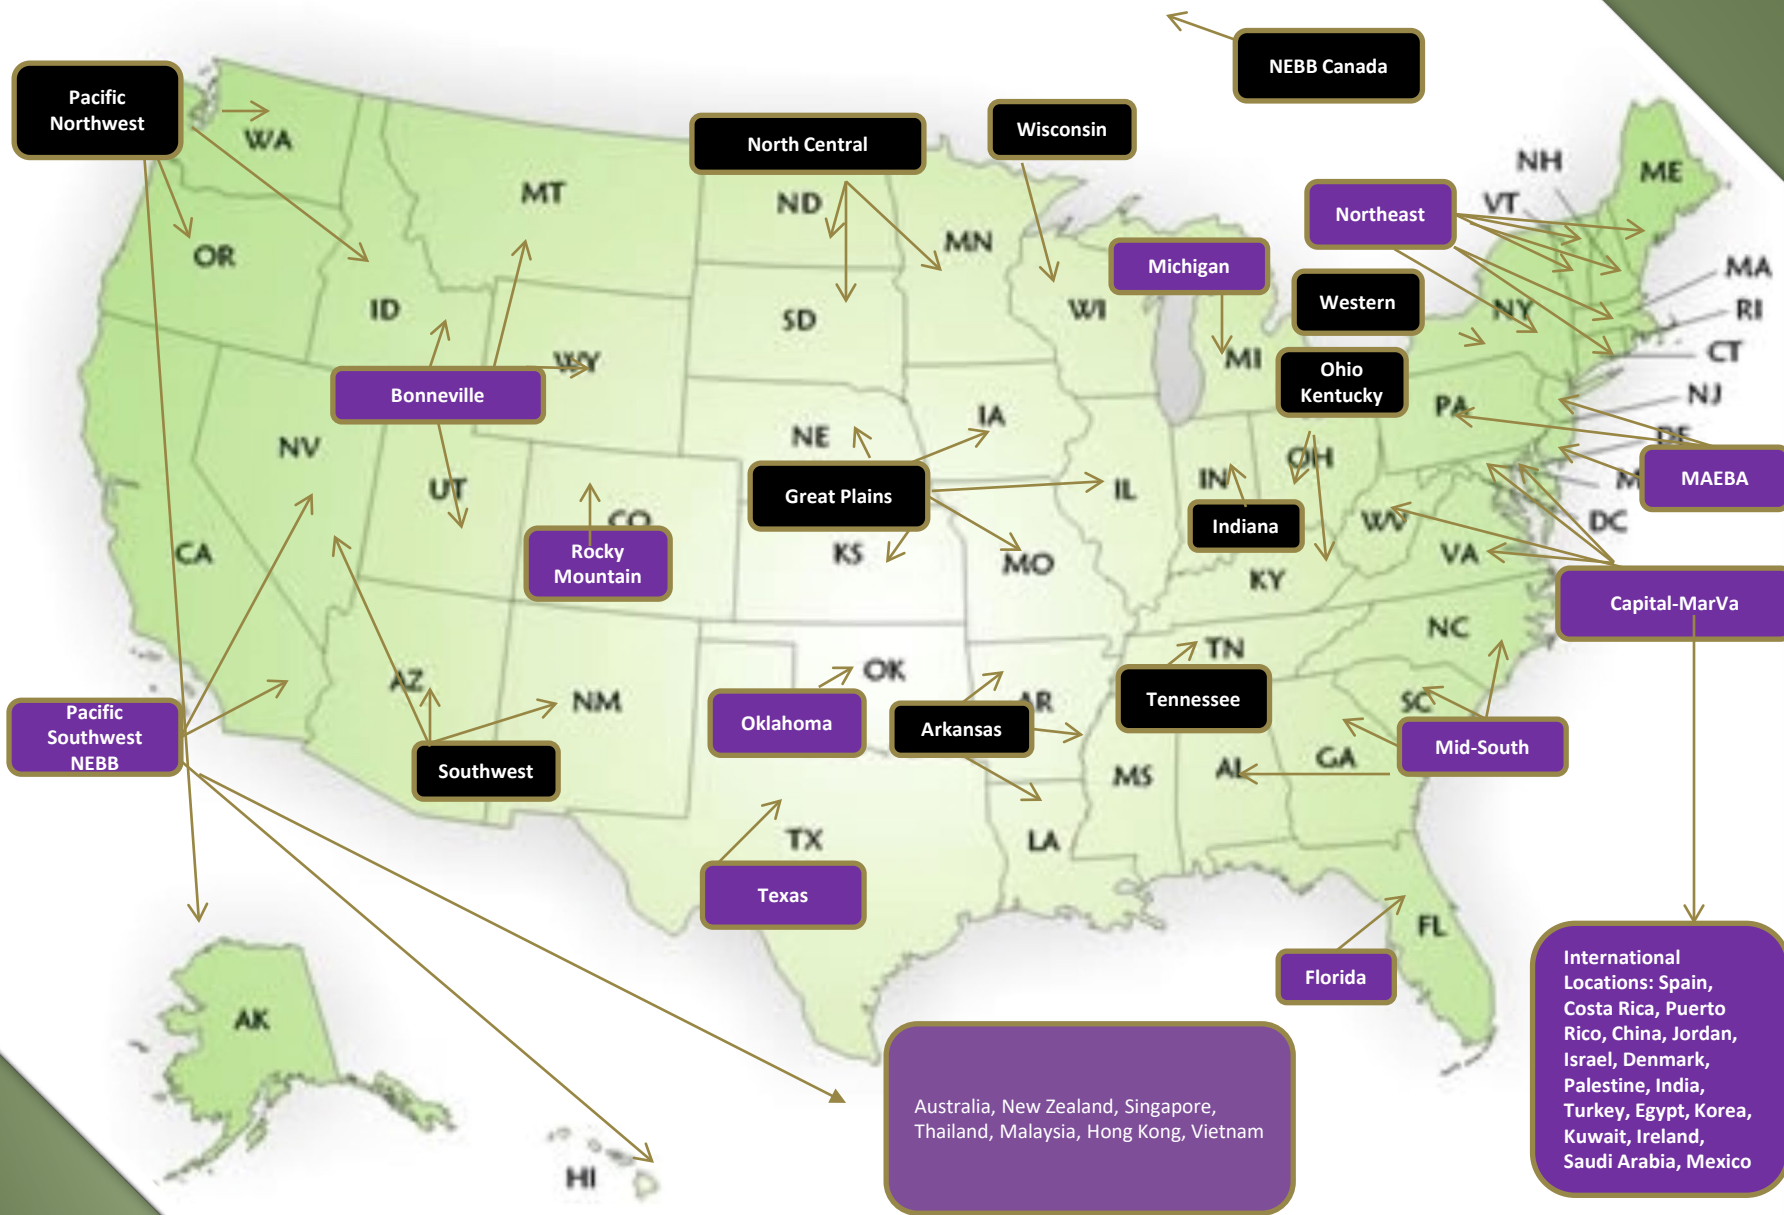 NEBB Canada
Pacific
Northwest
Wisconsin
North Central
WA
MT
ND
MN
NH
ME
VT
Northeast
OR
Michigan
MA
ID
SD
WI
Western
NY
RI
MI
CT
WY
Ohio
Kentucky
Bonneville
PA
NJ
IA
NE
NV
OH
DE
MAEBA
UT
Great Plains
IL
IN
M
CO
Indiana
WV
DC
CA
Rocky
Mountain
KS
MO
VA
KY
Capital-MarVa
NC
TN
AZ
NM
OK
AR
Tennessee
SC
Pacific
Southwest
NEBB
Oklahoma
Arkansas
Mid-South
Southwest
MS
AL
GA
TX
LA
Texas
FL
Florida
International
Locations: Spain,
Costa Rica, Puerto
Rico, China, Jordan,
Israel, Denmark,
Palestine, India,
Turkey, Egypt, Korea,
Kuwait, Ireland,
Saudi Arabia, Mexico
AK
Australia, New Zealand, Singapore,
Thailand, Malaysia, Hong Kong, Vietnam
HI